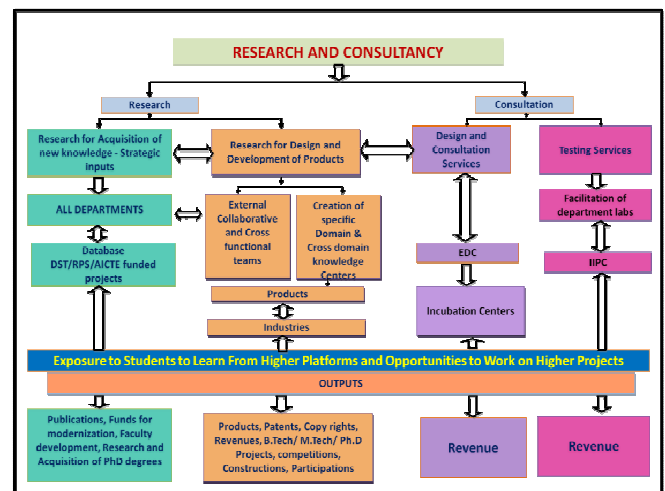 RESEARCH AND CONSULTANCY
Research
Consultation
Research for Acquisition of
new knowledge - Strategic
inputs
Research for Design and
Development of Products
Design and
Consultation
Services
Testing Services
ALL DEPARTMENTS
External
Collaborative
and Cross
functional
teams
Creation of
specific
Domain &
Cross domain
knowledge
Centers
Facilitation of
department labs
Database
DST/RPS/AICTE funded
projects
EDC
IIPC
Products
Industries
Incubation Centers
Exposure to Students to Learn From Higher Platforms and Opportunities to Work on Higher Projects
OUTPUTS
Publications, Funds for
modernization, Faculty
development, Research and
Acquisition of PhD degrees
Products, Patents, Copy rights,
Revenues, B.Tech/ M.Tech/ Ph.D
Projects, competitions,
Constructions, Participations
Revenue
Revenue